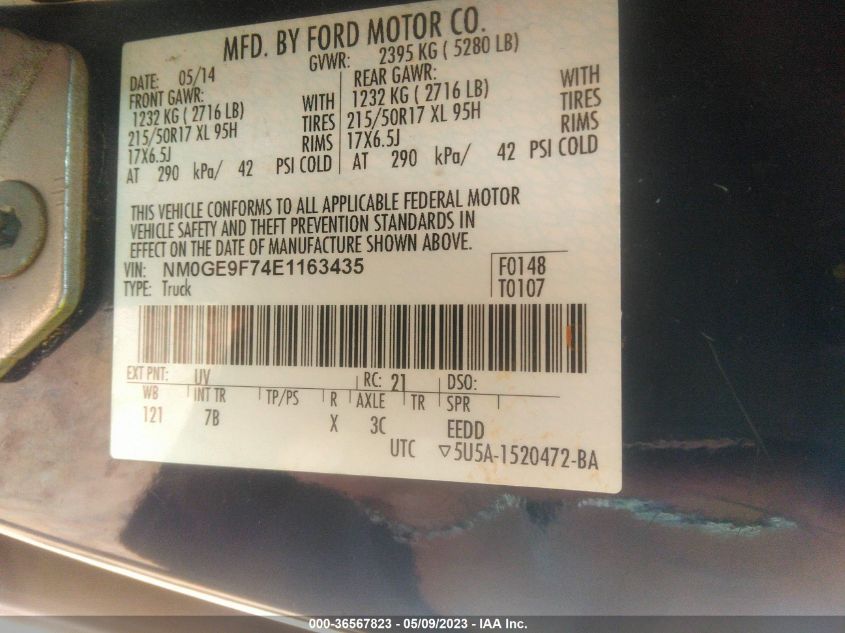 MFD. BY FORD MOTOR CO.
DATE: 05/14 GVWR: 2395 KG ( 5280 LB)
FRONT GAWR: REAR GAWR:
1232 KG ( 2716 LB) WITH 1232 KG ( 2716 LB) WITH
215/50R17 XL 95H TIRES 215/50R17 XL 95H TIRES
17X6.5J RIMS 17X6.5J RIMS
AT 290 kPa/ 42 PSI COLD AT 290 kPa/ 42 PSI COLD
THIS VEHICLE CONFORMS TO ALL APPLICABLE FEDERAL MOTOR
VEHICLE SAFETY AND THEFT PREVENTION STANDARDS IN
EFFECT ON THE DATE OF MANUFACTURE SHOWN ABOVE.
VIN: NM0GE9F74E1163435 F0148
TYPE: Truck T0107
EXT PNT: UV RC: 21 DSO:
WB INT TR TP/PS R AXLE TR SPR
121 7B X 3C EEDD
UTC ▽5U5A-1520472-BA
000-36567823 - 05/09/2023 - IAA Inc.